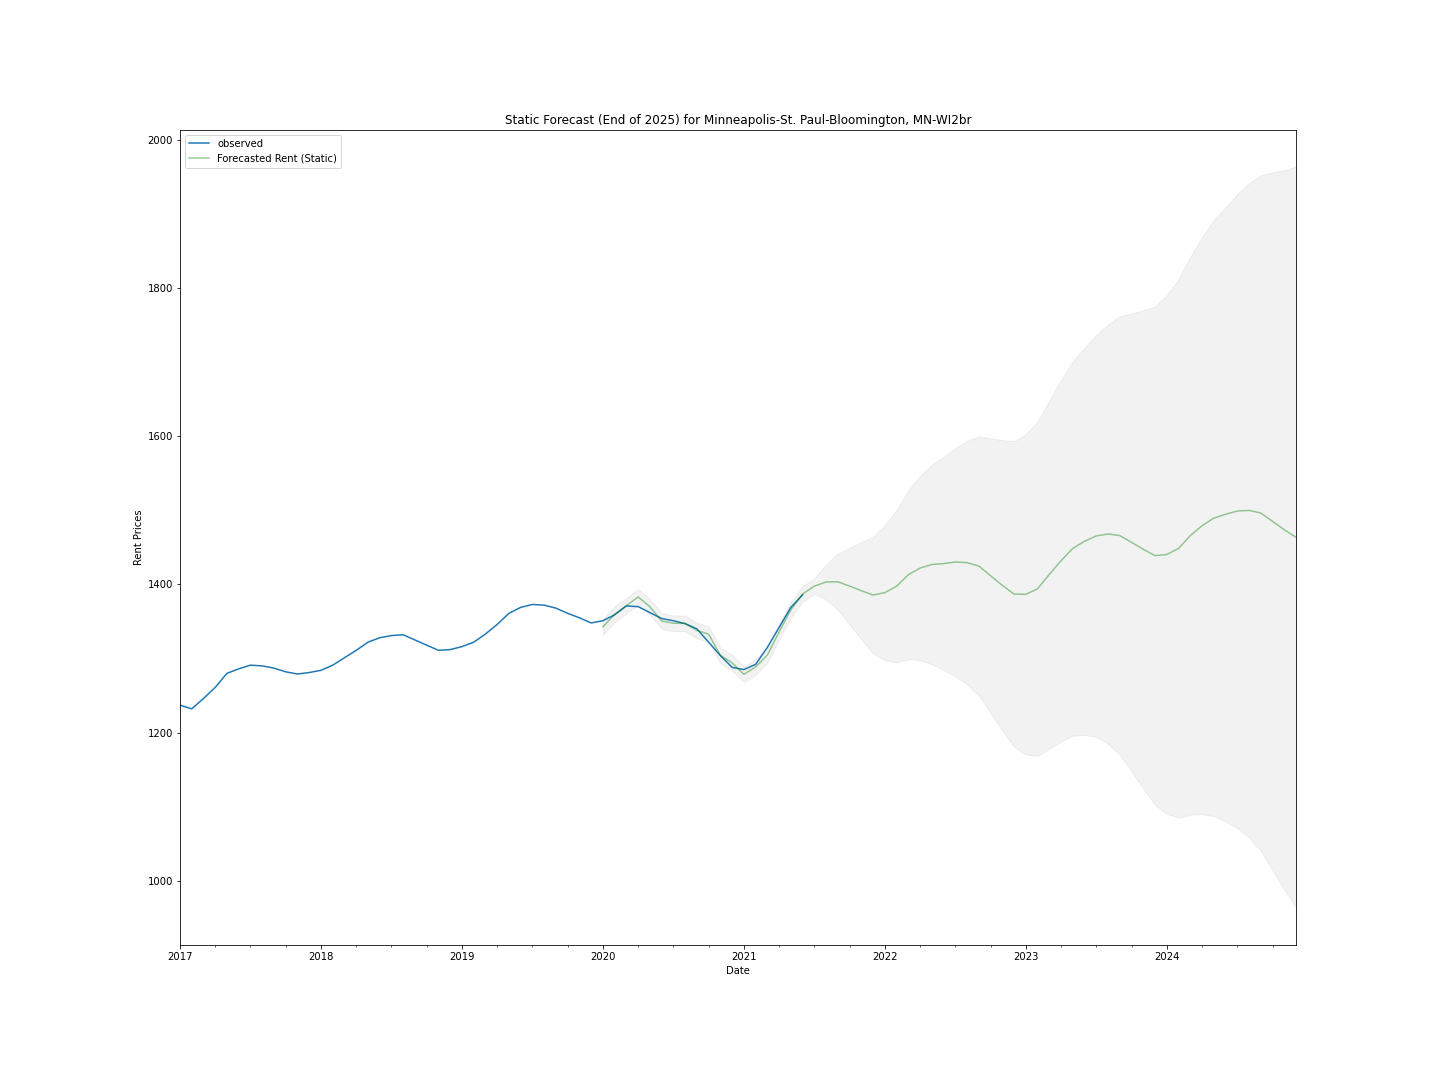 Static Forecast (End of 2025) for Minneapolis-St. Paul-Bloomington, MN-WI2br
observed
Forecasted Rent (Static)
2000
1800
1600
1400
1200
1000
Rent Prices
2017 2018 2019 2020 2021 2022 2023 2024
Date